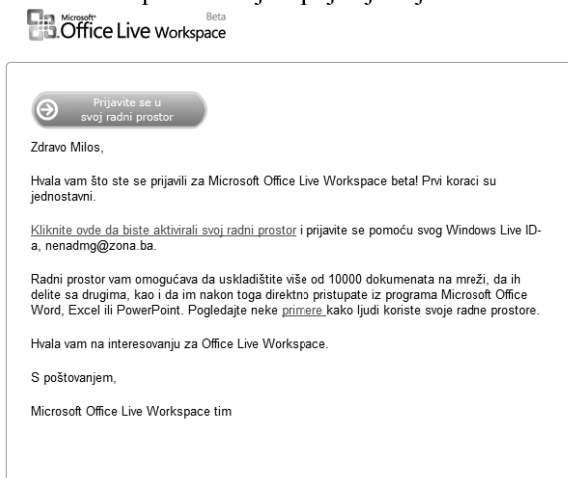 Microsoft®
Beta
Office Live Workspace
Prijavite se u
svoj radni prostor
Zdravo Milos,
Hvala vam što ste se prijavili za Microsoft Office Live Workspace beta! Prvi koraci su
jednostavni.
Kliknite ovde da biste aktivirali svoj radni prostor i prijavite se pomoću svog Windows Live ID-
a, nenadmg@zona.ba.
Radni prostor vam omogućava da uskladištite više od 10000 dokumenata na mreži, da ih
delite sa drugima, kao i da im nakon toga direktno pristupate iz programa Microsoft Office
Word, Excel ili PowerPoint. Pogledajte neke primere kako ljudi koriste svoje radne prostore.
Hvala vam na interesovanju za Office Live Workspace.
S poštovanjem,
Microsoft Office Live Workspace tim